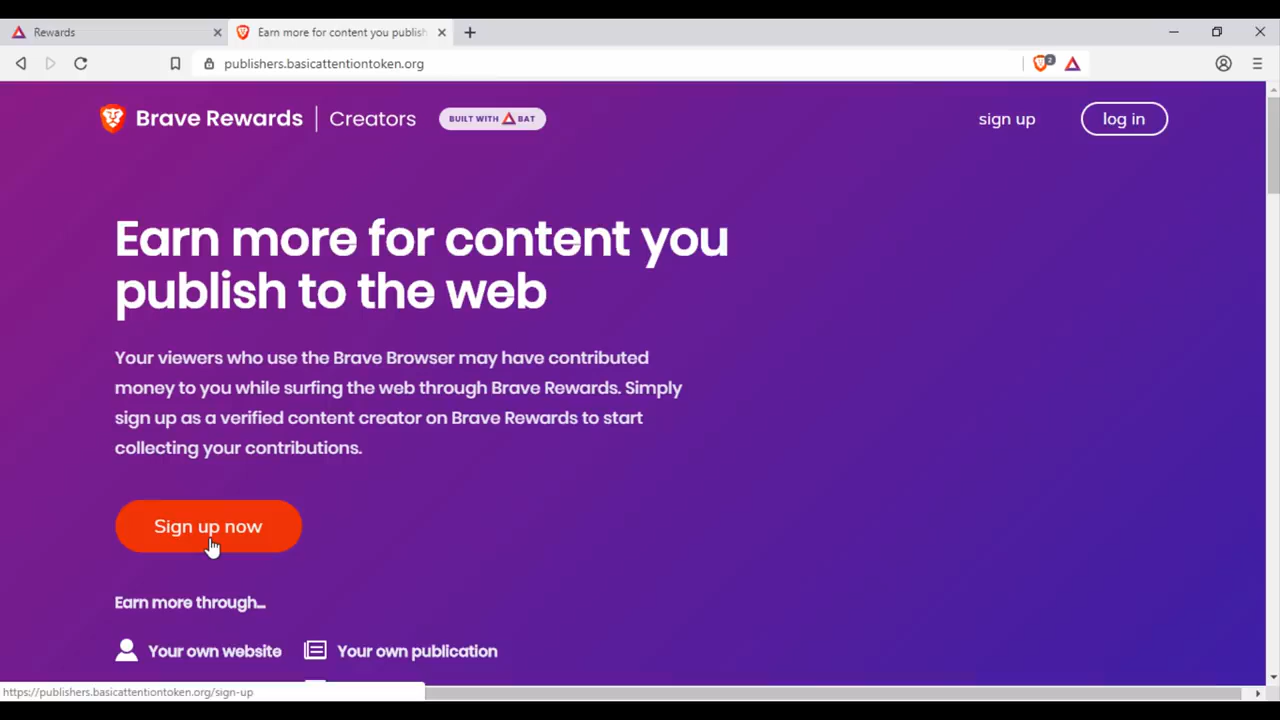 Rewards
Earn more for content you publish
publishers.basicattentiontoken.org
2
Brave Rewards | Creators
BUILT WITH BAT
sign up
log in
Earn more for content you
publish to the web
Your viewers who use the Brave Browser may have contributed
money to you while surfing the web through Brave Rewards. Simply
sign up as a verified content creator on Brave Rewards to start
collecting your contributions.
Sign up now
Earn more through...
Your own website
Your own publication
https://publishers.basicattentiontoken.org/sign-up